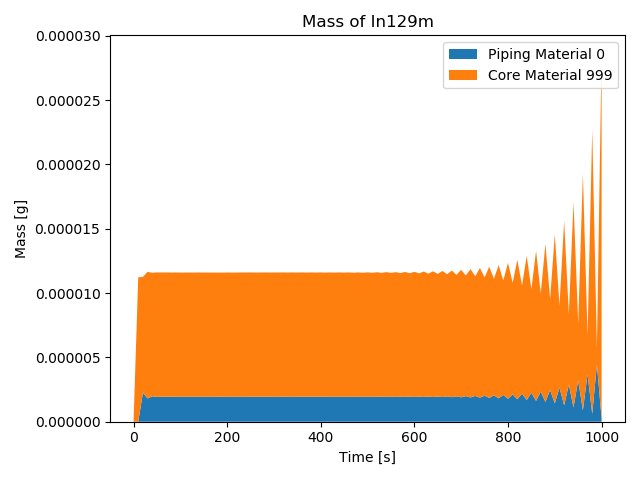 Mass of In129m
0.000030
0.000025
0.000020
0.000015
0.000010
0.000005
0.000000
Mass [g]
Piping Material 0
Core Material 999
0 200 400 600 800 1000
Time [s]